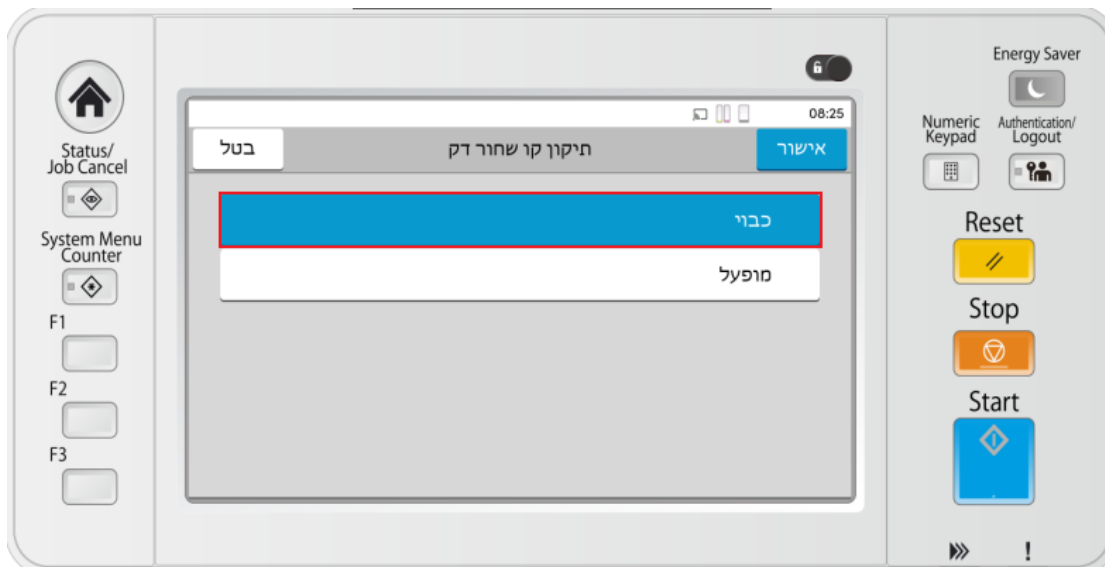 Energy Saver
08:25
Numeric
Keypad
Authentication/
Logout
Status/
Job Cancel
אישור
תיקון קו שחור דק
בטל
כבוי
מופעל
System Menu
Counter
Reset
F1
Stop
F2
Start
F3
!